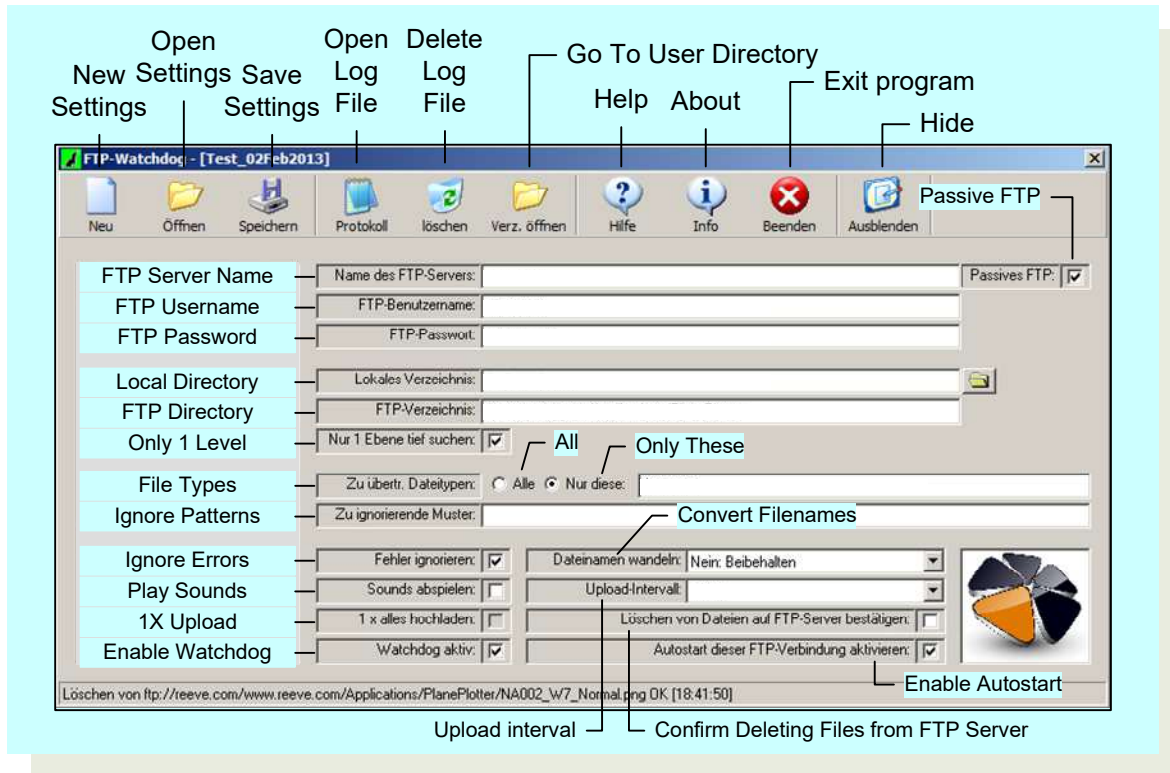 Open
Open
Delete
Go To User Directory
New
Settings
Save
Log
Log
Exit program
Settings
Settings
File
File
Help
About
Hide
FTP-Watchdog - [Test_02Feb2013]
Passive FTP
Neu
Öffnen
Speichern
Protokoll
löschen
Verz. öffnen
Hilfe
Info
Beenden
Ausblenden
FTP Server Name
Name des FTP-Servers:
Passives FTP:
FTP Username
FTP-Benutzername:
FTP Password
FTP-Passwort:
Local Directory
Lokales Verzeichnis:
FTP Directory
FTP-Verzeichnis:
Only 1 Level
Nur 1 Ebene tief suchen:
All
Only These
File Types
Zu übertr. Dateitypen:
Alle
Nur diese:
Ignore Patterns
Zu ignorierende Muster:
Convert Filenames
Ignore Errors
Fehler ignorieren:
Dateinamen wandeln:
Nein: Beibehalten
Play Sounds
Sounds abspielen:
Upload-Intervall:
1X Upload
1 x alles hochladen:
Löschen von Dateien auf FTP-Server bestätigen:
Enable Watchdog
Watchdog aktiv:
Autostart dieser FTP-Verbindung aktivieren:
Enable Autostart
Löschen von ftp://reeve.com/www.reeve.com/Applications/PlanePlotter/NA002_W7_Normal.png OK [18:41:50]
Upload interval
Confirm Deleting Files from FTP Server